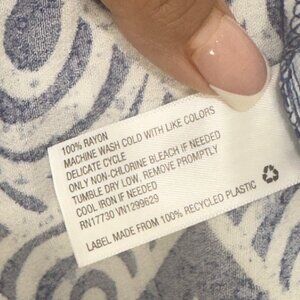 100% RAYON
MACHINE WASH COLD WITH LIKE COLORS
DELICATE CYCLE
ONLY NON-CHLORINE BLEACH IF NEEDED
TUMBLE DRY LOW. REMOVE PROMPTLY
COOL IRON IF NEEDED
RN17730 VN1299629
LABEL MADE FROM 100% RECYCLED PLASTIC